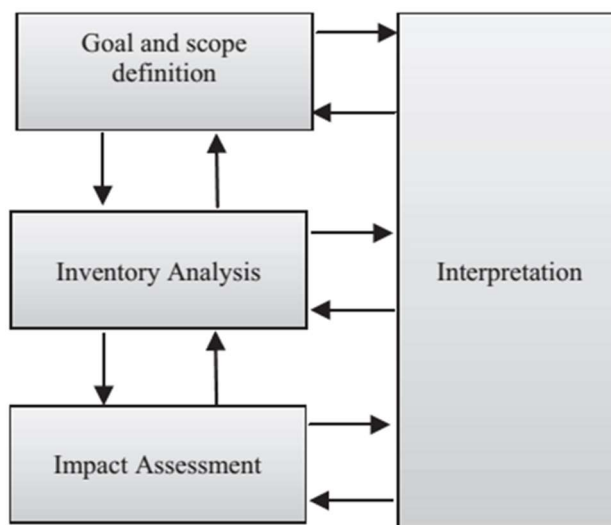 Goal and scope
definition
Inventory Analysis
Interpretation
Impact Assessment